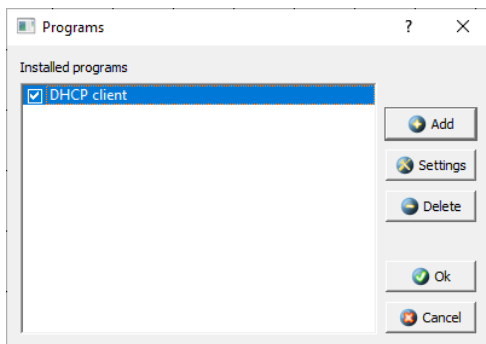 Programs
?
Installed programs
DHCP client
Add
Settings
Delete
Ok
Cancel